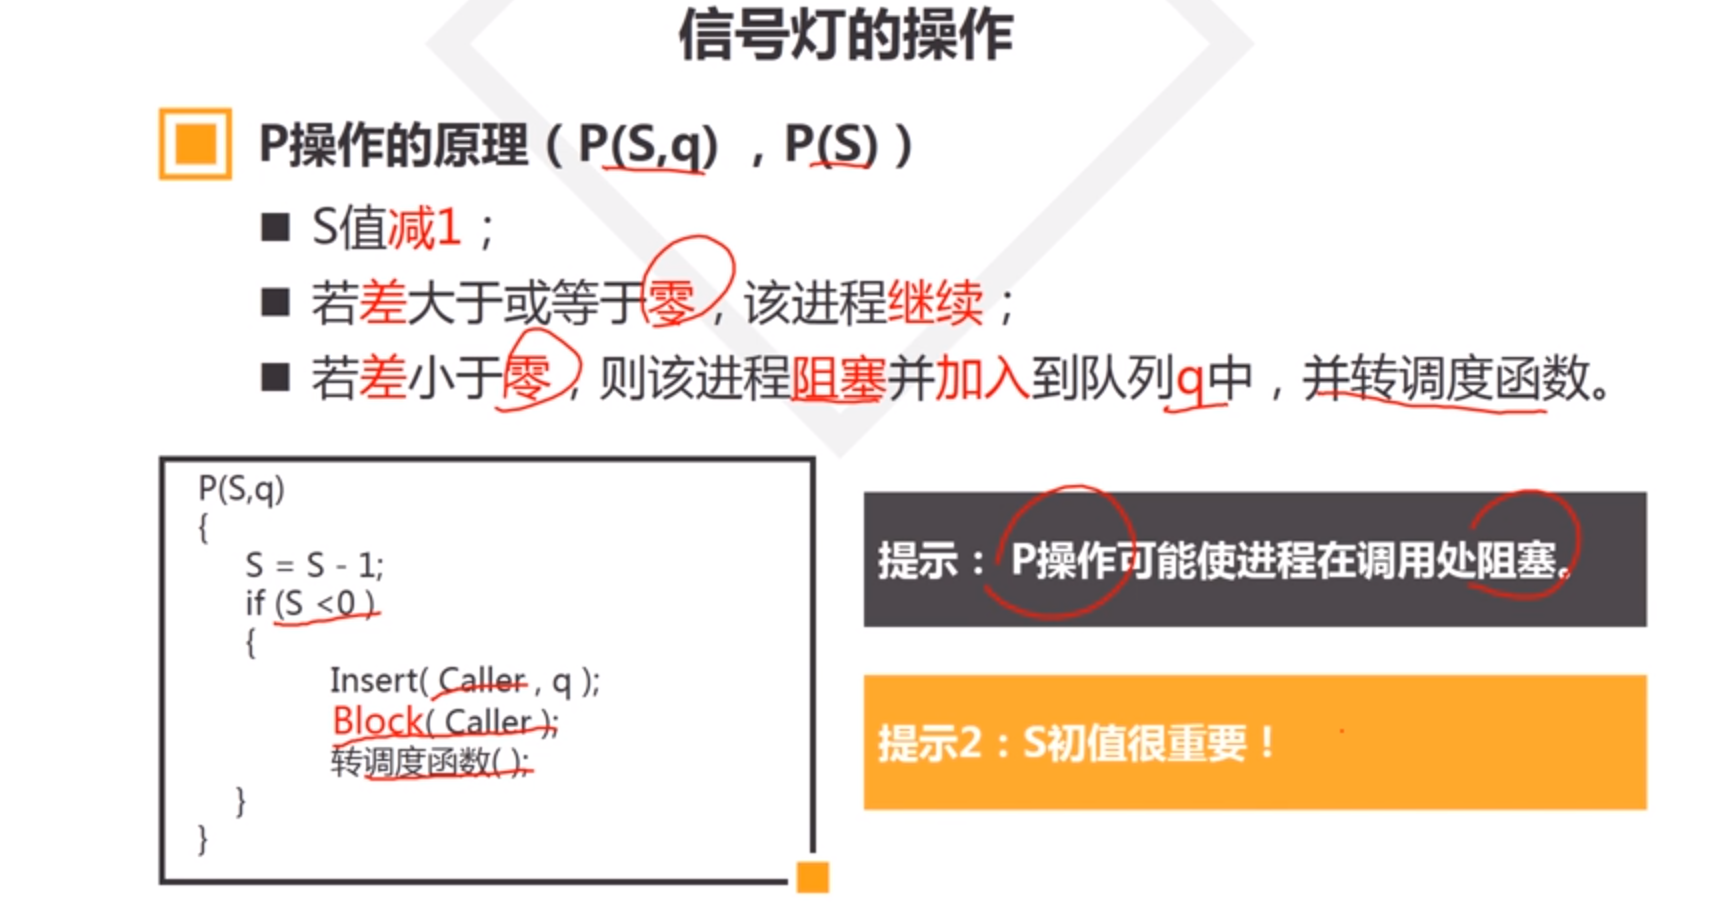 信号灯的操作
P操作的原理（P(S,q) ，P(S)）
S值减1；
若差大于或等于零，该进程继续；
若差小于零，则该进程阻塞并加入到队列q中，并转调度函数。
P(S,q)
{
S = S - 1;
if (S <0 )
{
Insert( Caller , q );
Block( Caller );
转调度函数( );
}
}
提示： P操作可能使进程在调用处阻塞。
提示2：S初值很重要！